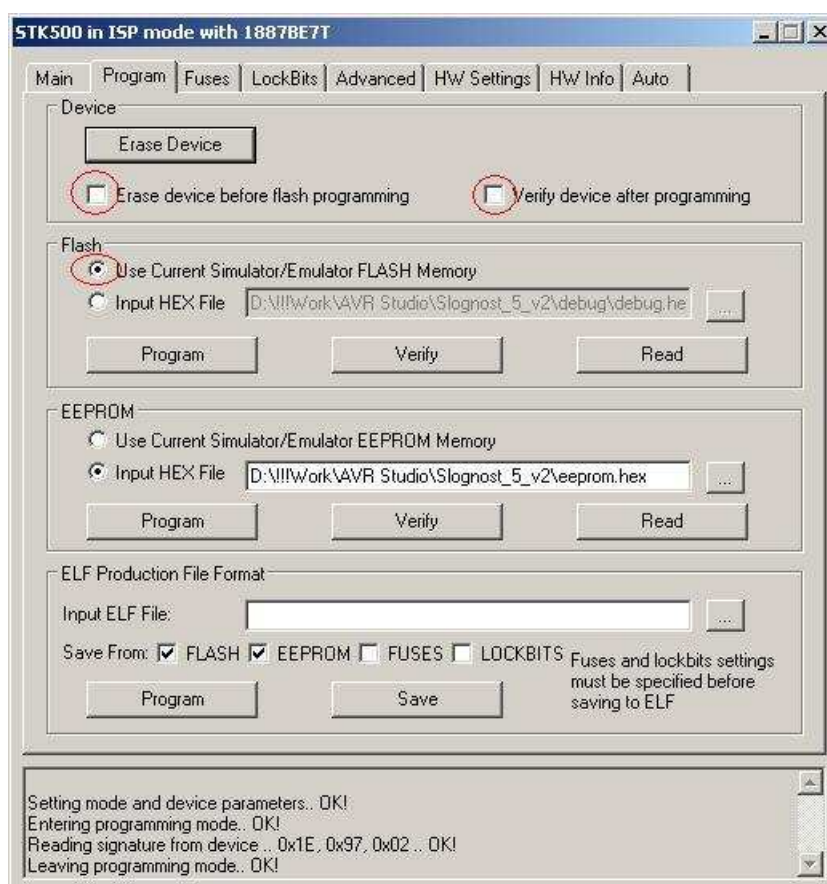 STK500 in ISP mode with 1887BE7T
Main Program Fuses LockBits Advanced HW Settings HW Info Auto
Device
Erase Device
Erase device before flash programming Verify device after programming
Flash
Use Current Simulator/Emulator FLASH Memory
Input HEX File D:\!!!Work\AVR Studio\Slognost_5_v2\debug\debug.he ...
Program Verify Read
EEPROM
Use Current Simulator/Emulator EEPROM Memory
Input HEX File D:\!!!Work\AVR Studio\Slognost_5_v2\eeprom.hex ...
Program Verify Read
ELF Production File Format
Input ELF File: ...
Save From: FLASH EEPROM FUSES LOCKBITS
Fuses and lockbits settings
must be specified before
saving to ELF
Program Save
Setting mode and device parameters.. OK!
Entering programming mode.. OK!
Reading signature from device .. 0x1E, 0x97, 0x02 .. OK!
Leaving programming mode.. OK!